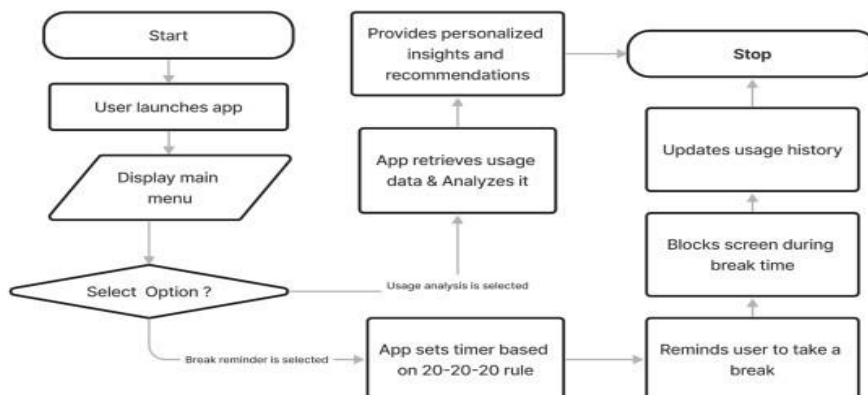 Start
User launches app
Display main
menu
Select Option ?
Usage analysis is selected
App retrieves usage
data & Analyzes it
Provides personalized
insights and
recommendations
Stop
Break reminder is selected
App sets timer based
on 20-20-20 rule
Reminds user to take a
break
Blocks screen during
break time
Updates usage history